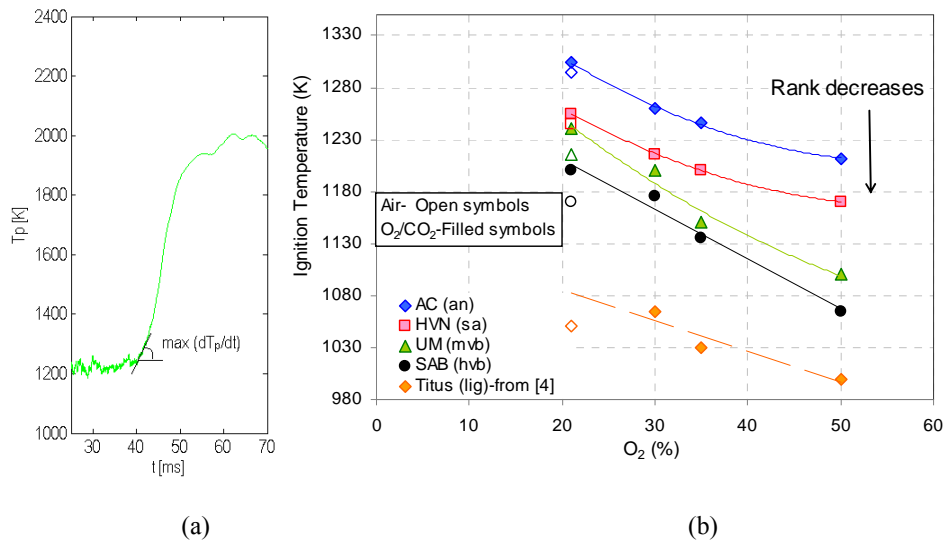 (a)
2400
2200
2000
1800
1600
1400
1200
1000
Tp [K]
max (dTp/dt)
30 40 50 60 70
t [ms]
(b)
1330
1280
1230
1180
1130
1080
1030
980
Ignition Temperature (K)
Rank decreases
Air- Open symbols
O2/CO2-Filled symbols
AC (an)
HVN (sa)
UM (mvb)
SAB (hvb)
Titus (lig)-from [4]
0 10 20 30 40 50 60
O2 (%)
(a)
(b)